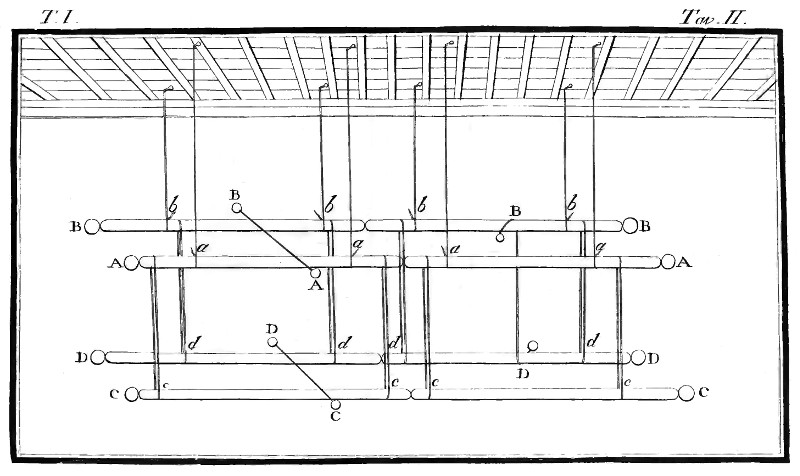 T. I. Tav. II.
b B b b B b
B B
a a a a
A A A
D d d d d
D D D
C c c c c C
C